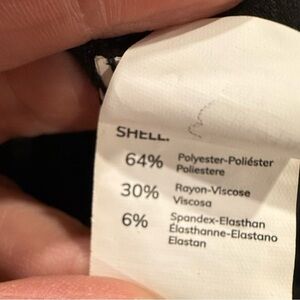 SHELL:
64% Polyester-Poliéster
Poliestere
30% Rayon-Viscose
Viscosa
6% Spandex-Elasthan
Élasthanne-Elastano
Elastan